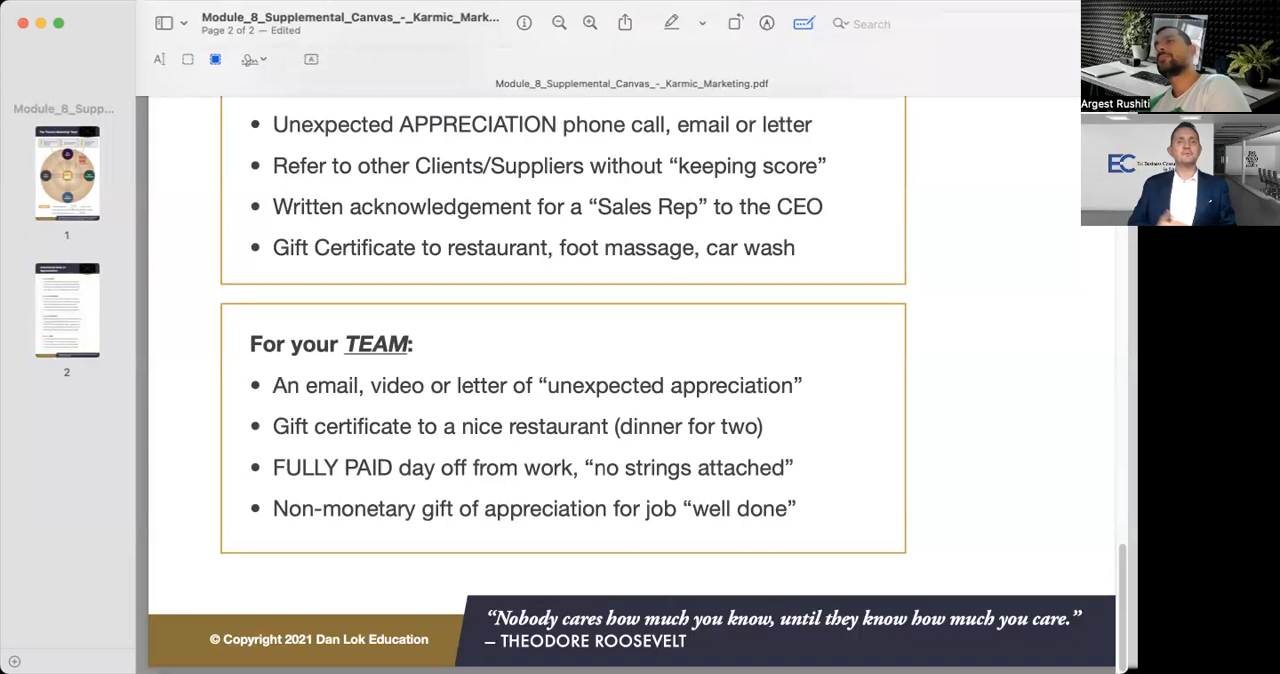 Module_8_Supplemental_Canvas_-_Karmic_Mark...
Page 2 of 2 — Edited
Search
Module_8_Supplemental_Canvas_-_Karmic_Marketing.pdf
Module_8_Supp...
1
2
• Unexpected APPRECIATION phone call, email or letter
• Refer to other Clients/Suppliers without “keeping score”
• Written acknowledgement for a “Sales Rep” to the CEO
• Gift Certificate to restaurant, foot massage, car wash
For your TEAM:
• An email, video or letter of “unexpected appreciation”
• Gift certificate to a nice restaurant (dinner for two)
• FULLY PAID day off from work, “no strings attached”
• Non-monetary gift of appreciation for job “well done”
© Copyright 2021 Dan Lok Education
“Nobody cares how much you know, until they know how much you care.”
– THEODORE ROOSEVELT
Argest Rushiti
EC